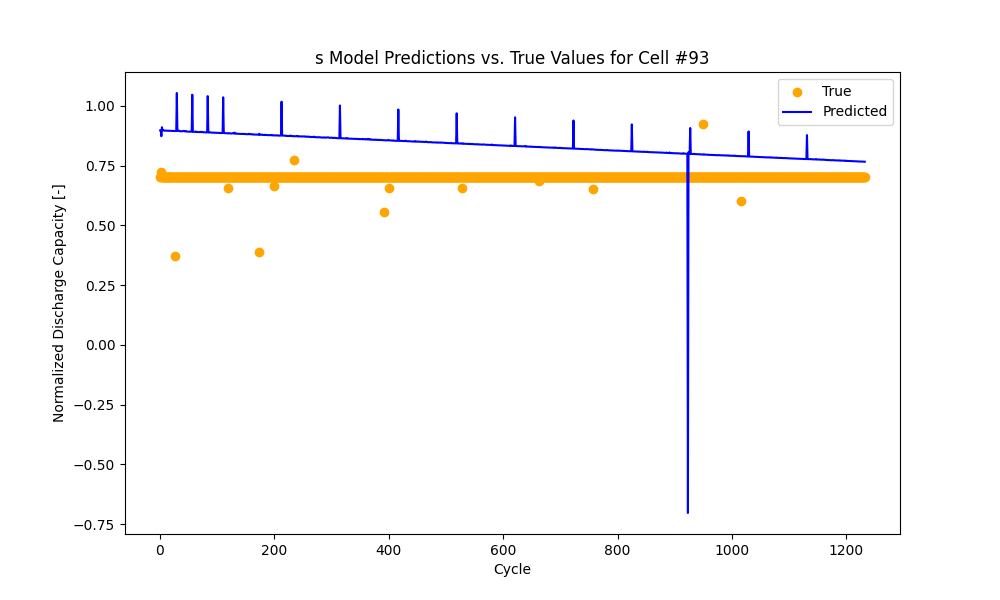 s Model Predictions vs. True Values for Cell #93
True
Predicted
Normalized Discharge Capacity [-]
1.00
0.75
0.50
0.25
0.00
−0.25
−0.50
−0.75
0 200 400 600 800 1000 1200
Cycle